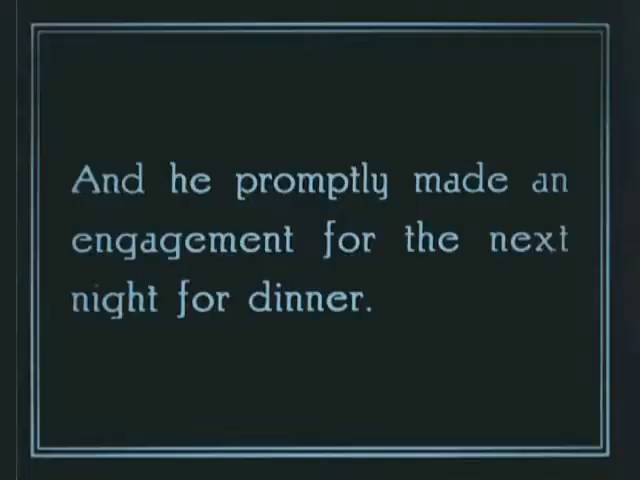 And he promptly made an
engagement for the next
night for dinner.